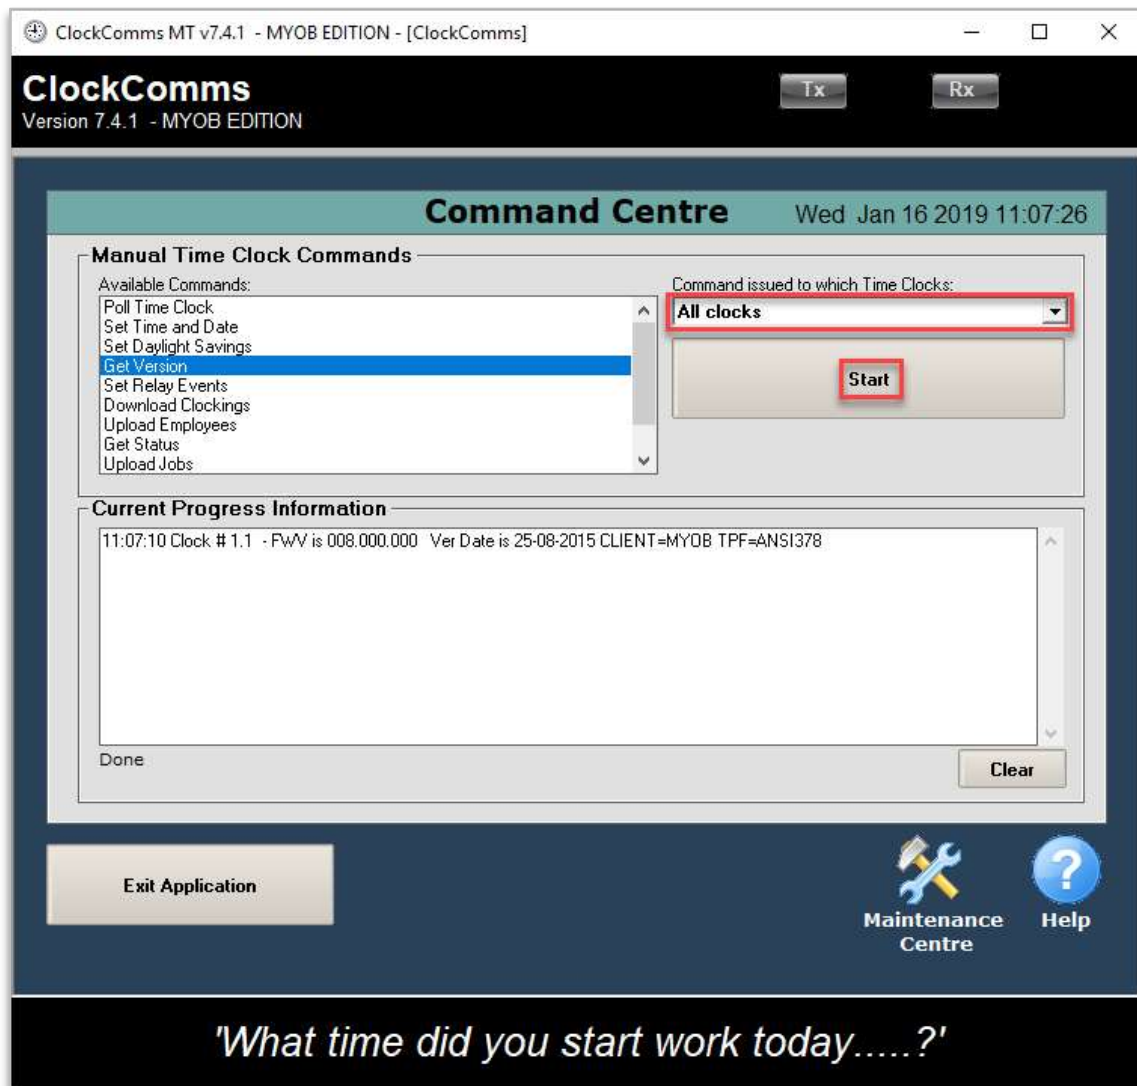 ClockComms MT v7.4.1 - MYOB EDITION - [ClockComms]
ClockComms
Version 7.4.1 - MYOB EDITION
Tx
Rx
Command Centre
Wed Jan 16 2019 11:07:26
Manual Time Clock Commands
Available Commands:
Poll Time Clock
Set Time and Date
Set Daylight Savings
Get Version
Set Relay Events
Download Clockings
Upload Employees
Get Status
Upload Jobs
Command issued to which Time Clocks:
All clocks
Start
Current Progress Information
11:07:10 Clock # 1.1 - FWV is 008.000.000 Ver Date is 25-08-2015 CLIENT=MYOB TPF=ANSI378
Done
Clear
Exit Application
Maintenance
Centre
Help
'What time did you start work today.....?'